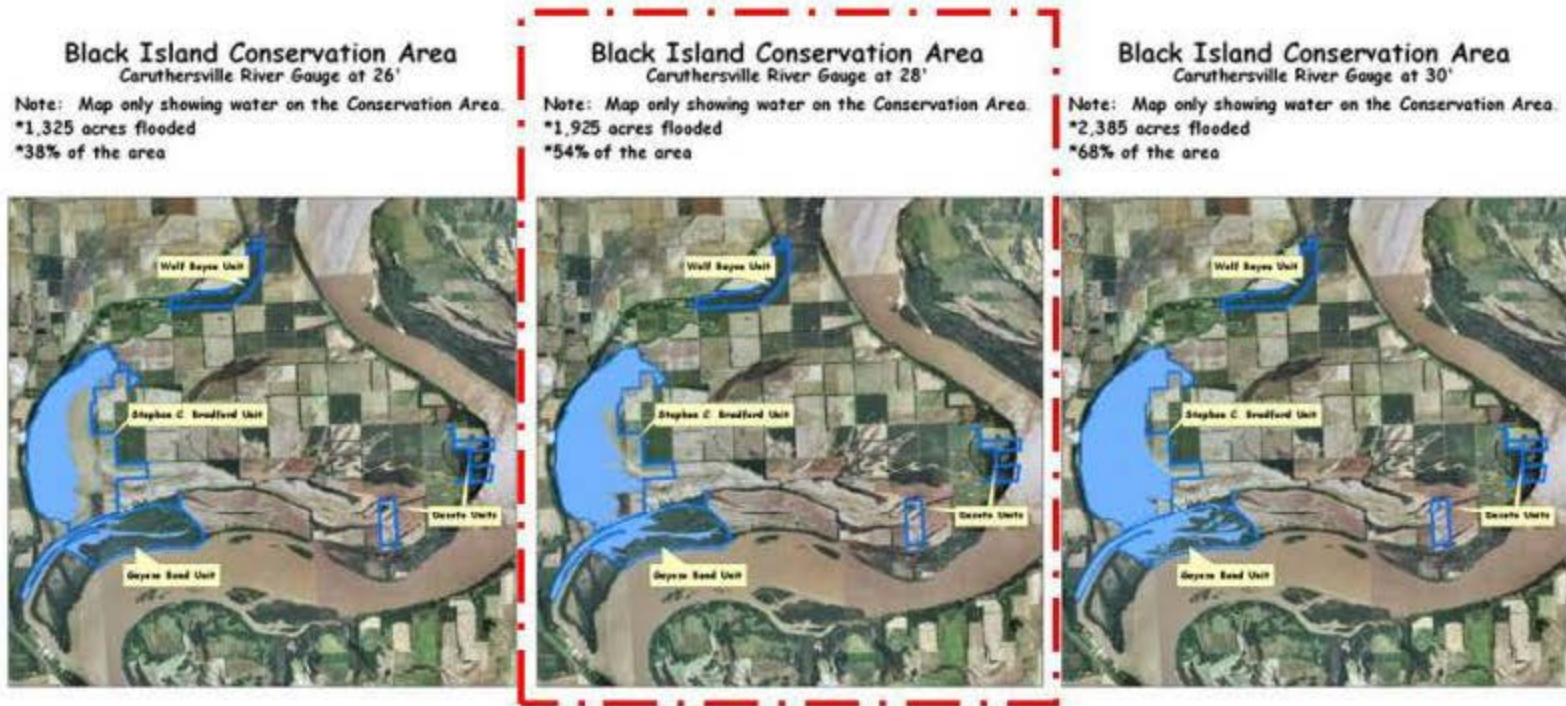 Black Island Conservation Area
Caruthersville River Gauge at 26'
Note: Map only showing water on the Conservation Area.
*1,325 acres flooded
*38% of the area
Wolf Bayou Unit
Stephen C. Bradford Unit
Desoto Units
Gayoso Bend Unit
Black Island Conservation Area
Caruthersville River Gauge at 28'
Note: Map only showing water on the Conservation Area.
*1,925 acres flooded
*54% of the area
Wolf Bayou Unit
Stephen C. Bradford Unit
Desoto Units
Gayoso Bend Unit
Black Island Conservation Area
Caruthersville River Gauge at 30'
Note: Map only showing water on the Conservation Area.
*2,385 acres flooded
*68% of the area
Wolf Bayou Unit
Stephen C. Bradford Unit
Desoto Units
Gayoso Bend Unit